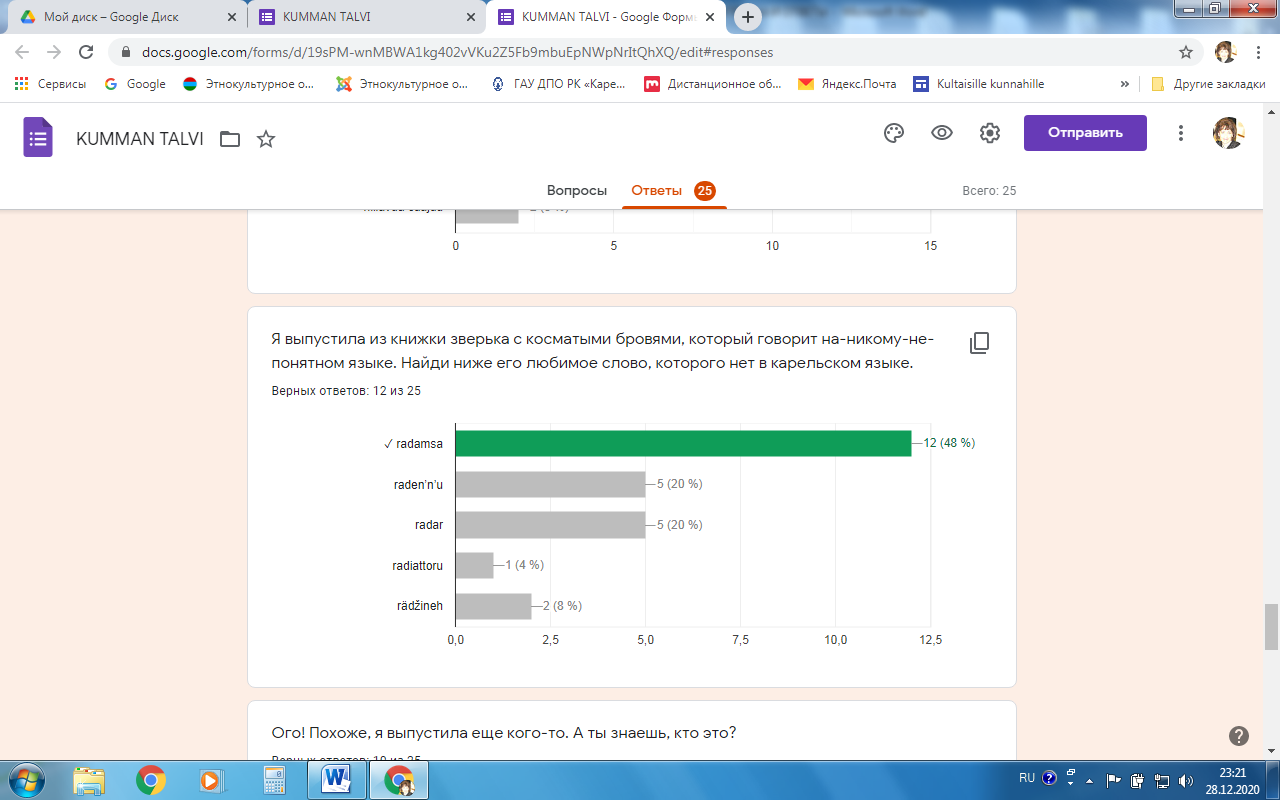 Мой диск – Google Диск
KUMMAN TALVI
KUMMAN TALVI - Google Форм
docs.google.com/forms/d/19sPM-wnMBWA1kg402vVKu2Z5Fb9mbuEpNWpNrItQhXQ/edit#responses
Сервисы
Google
Этнокультурное о...
Этнокультурное о...
ГАУ ДПО РК «Каре...
Дистанционное об...
Яндекс.Почта
Kultaisille kunnahille
»
Другие закладки
KUMMAN TALVI
Отправить
Вопросы
Ответы 25
Всего: 25
0 5 10 15
Я выпустила из книжки зверька с косматыми бровями, который говорит на-никому-не-
понятном языке. Найди ниже его любимое слово, которого нет в карельском языке.
Верных ответов: 12 из 25
✓ radamsa 12 (48 %)
raden'n'u 5 (20 %)
radar 5 (20 %)
radiattoru 1 (4 %)
rädžineh 2 (8 %)
0,0 2,5 5,0 7,5 10,0 12,5
Ого! Похоже, я выпустила еще кого-то. А ты знаешь, кто это?
RU
23:21
28.12.2020